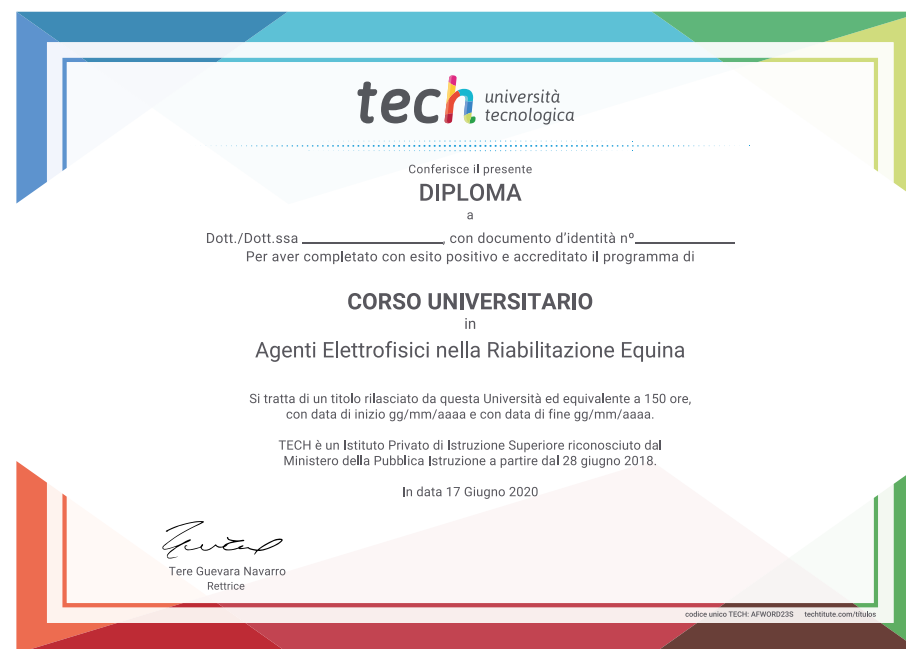 tech università
tecnologica
Conferisce il presente
DIPLOMA
a
Dott./Dott.ssa ____________________, con documento d'identità nº______________
Per aver completato con esito positivo e accreditato il programma di
CORSO UNIVERSITARIO
in
Agenti Elettrofisici nella Riabilitazione Equina
Si tratta di un titolo rilasciato da questa Università ed equivalente a 150 ore,
con data di inizio gg/mm/aaaa e con data di fine gg/mm/aaaa.
TECH è un Istituto Privato di Istruzione Superiore riconosciuto dal
Ministero della Pubblica Istruzione a partire dal 28 giugno 2018.
In data 17 Giugno 2020
Tere Guevara Navarro
Rettrice
codice unico TECH: AFWORD23S techtitute.com/titulos